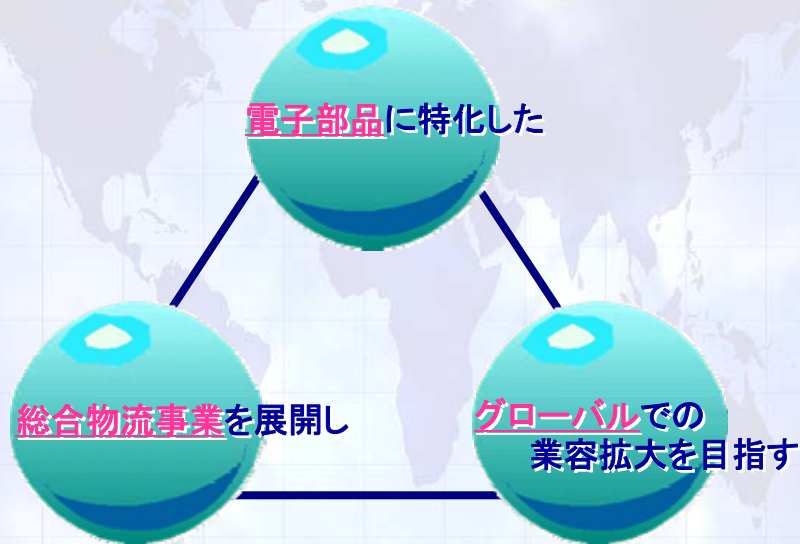 電子部品に特化した
総合物流事業を展開し
グローバルでの
業容拡大を目指す